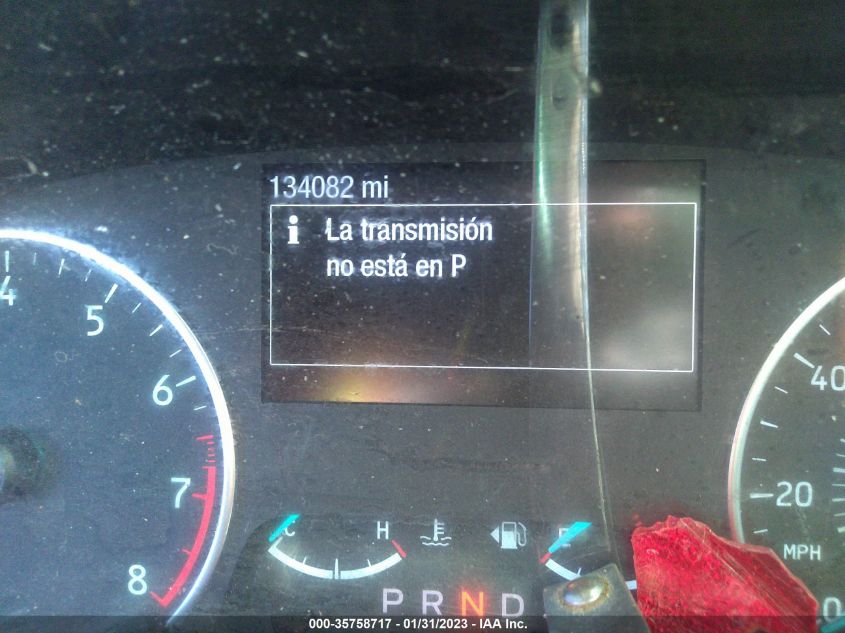 134082 mi
i La transmisión
no está en P
4
5
6
7
8
C H
E
40
20
MPH
0
P R N D
000-35758717 - 01/31/2023 - IAA Inc.